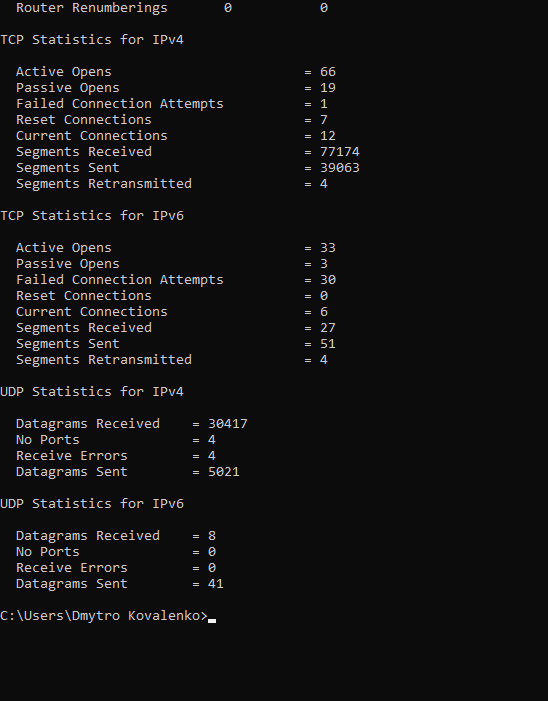 Router Renumberings 0 0
TCP Statistics for IPv4
Active Opens = 66
Passive Opens = 19
Failed Connection Attempts = 1
Reset Connections = 7
Current Connections = 12
Segments Received = 77174
Segments Sent = 39063
Segments Retransmitted = 4
TCP Statistics for IPv6
Active Opens = 33
Passive Opens = 3
Failed Connection Attempts = 30
Reset Connections = 0
Current Connections = 6
Segments Received = 27
Segments Sent = 51
Segments Retransmitted = 4
UDP Statistics for IPv4
Datagrams Received = 30417
No Ports = 4
Receive Errors = 4
Datagrams Sent = 5021
UDP Statistics for IPv6
Datagrams Received = 8
No Ports = 0
Receive Errors = 0
Datagrams Sent = 41
C:\Users\Dmytro Kovalenko>